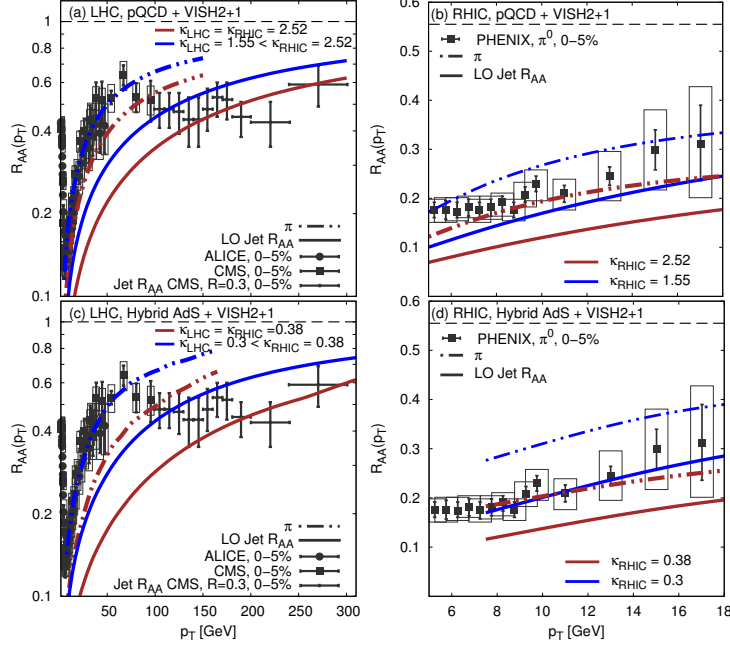 (a) LHC, pQCD + VISH2+1
κLHC = κRHIC = 2.52
κLHC = 1.55 < κRHIC = 2.52
RAA(pT)
1
0.8
0.6
0.4
0.2
0.1
π
LO Jet RAA
ALICE, 0−5%
CMS, 0−5%
Jet RAA CMS, R=0.3, 0−5%
(b) RHIC, pQCD + VISH2+1
PHENIX, π0, 0−5%
π
LO Jet RAA
RAA(pT)
0.6
0.5
0.4
0.3
0.2
0.1
κRHIC = 2.52
κRHIC = 1.55
(c) LHC, Hybrid AdS + VISH2+1
κLHC = κRHIC =0.38
κLHC = 0.3 < κRHIC = 0.38
RAA(pT)
1
0.8
0.6
0.4
0.2
0.1
π
LO Jet RAA
ALICE, 0−5%
CMS, 0−5%
Jet RAA CMS, R=0.3, 0−5%
50 100 150 200 250 300
pT [GeV]
(d) RHIC, Hybrid AdS + VISH2+1
PHENIX, π0, 0−5%
π
LO Jet RAA
RAA(pT)
0.6
0.5
0.4
0.3
0.2
0.1
κRHIC = 0.38
κRHIC = 0.3
6 8 10 12 14 16 18
pT [GeV]